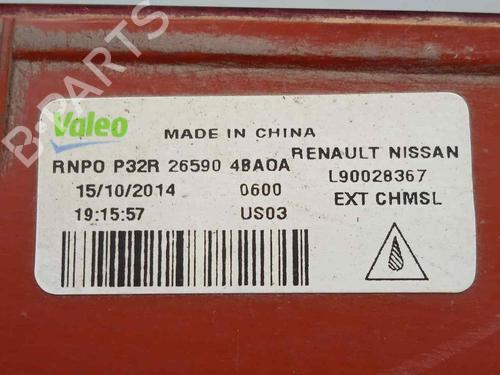 Valeo
MADE IN CHINA
RNPO P32R 26590 4BA0A
RENAULT NISSAN
15/10/2014
0600
L90028367
19:15:57
US03
EXT CHMSL
B-PARTS